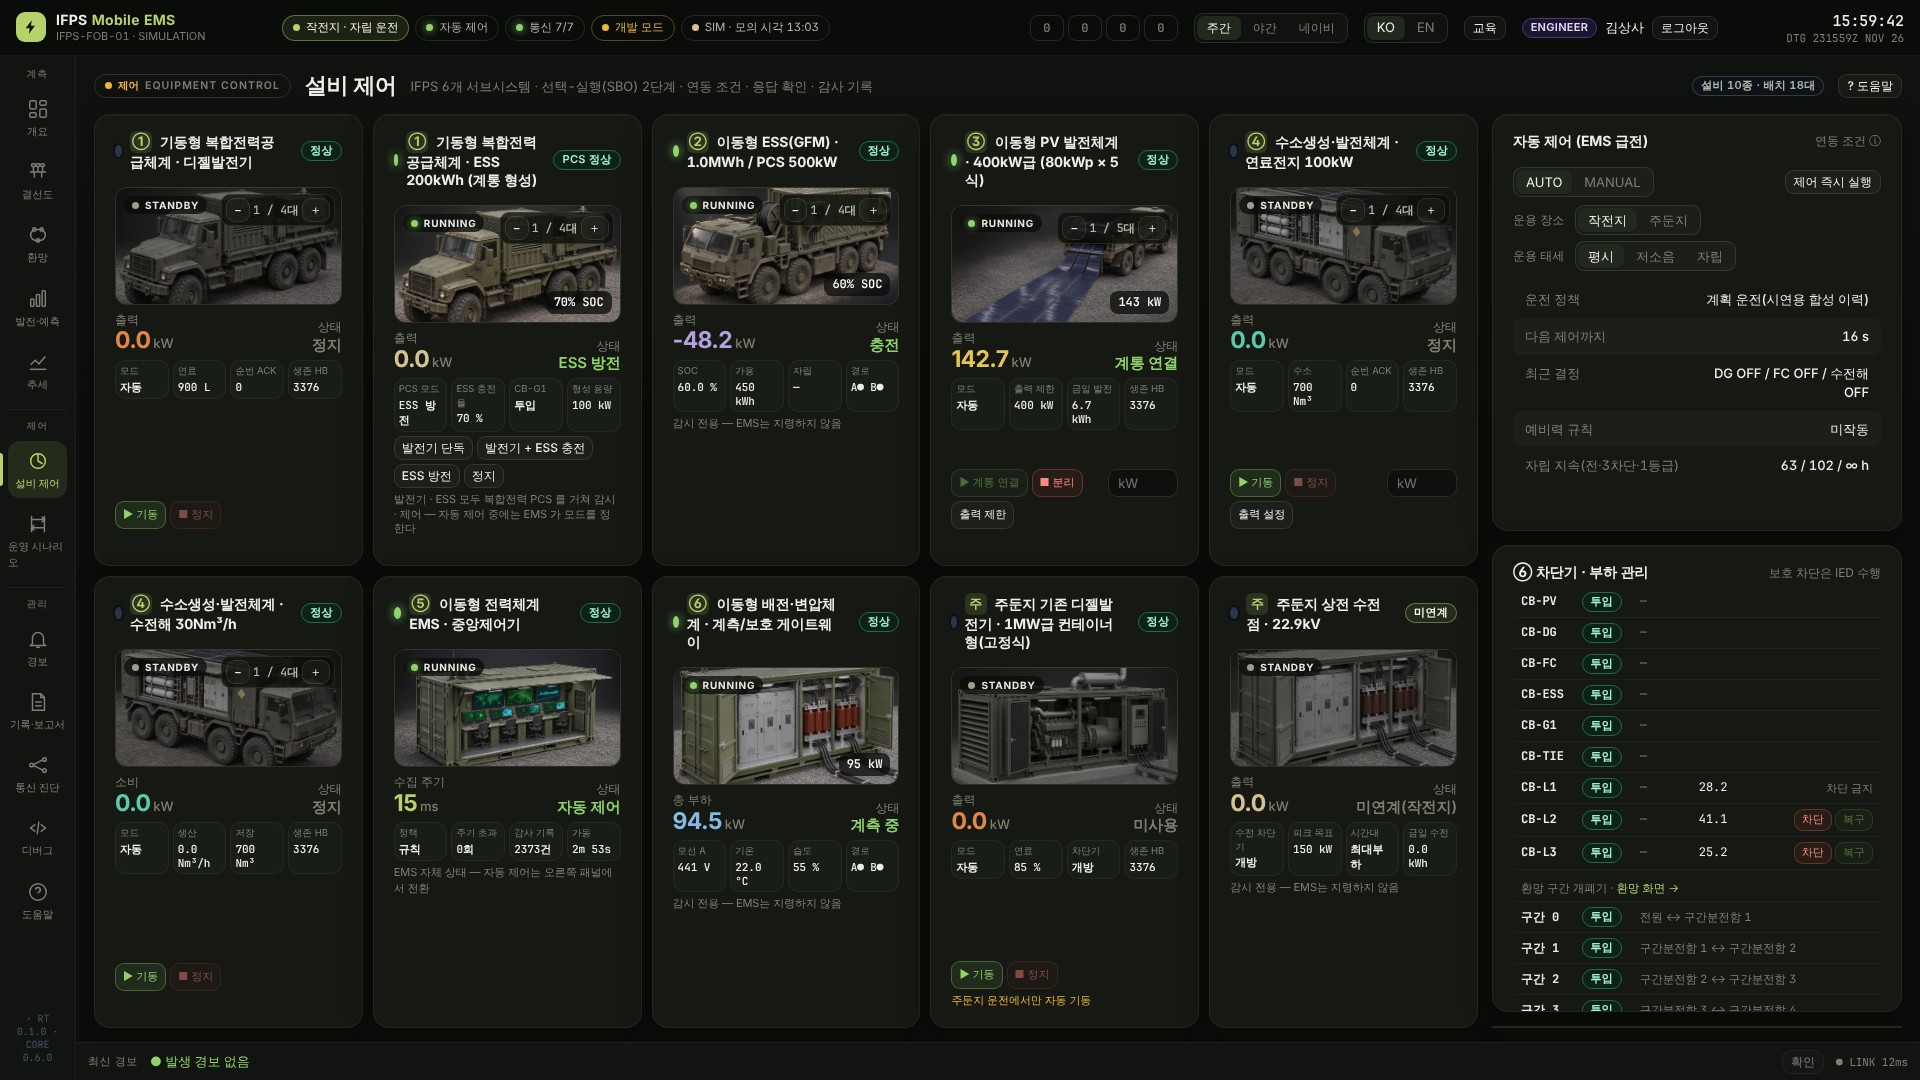 IFPS Mobile EMS
IFPS-FOB-01 · SIMULATION
작전지 · 자립 운전
자동 제어
통신 7/7
개발 모드
SIM · 모의 시각 13:03
0 0 0 0
주간 야간 네이비
KO EN
교육
ENGINEER 김상사 로그아웃
15:59:42
DTG 231559Z NOV 26
계측
개요
결선도
환망
발전·예측
추세
제어
설비 제어
운영 시나리
오
관리
경보
기록·보고서
통신 진단
디버그
도움말
· RT
0.1.0 ·
CORE
0.6.0
제어 EQUIPMENT CONTROL
설비 제어
IFPS 6개 서브시스템 · 선택-실행(SBO) 2단계 · 연동 조건 · 응답 확인 · 감사 기록
설비 10종 · 배치 18대
? 도움말
① 기동형 복합전력공
급체계 · 디젤발전기
정상
STANDBY
− 1 / 4대 +
출력
0.0 kW
상태
정지
모드 연료 순번 ACK 생존 HB
자동 900 L 0 3376
▶ 기동 ■ 정지
① 기동형 복합전력
공급체계 · ESS
200kWh (계통 형성)
PCS 정상
RUNNING
− 1 / 4대 +
70% SOC
출력
0.0 kW
상태
ESS 방전
PCS 모드 ESS 충전 CB-G1 형성 용량
율
ESS 방 70 % 투입 100 kW
전
발전기 단독 발전기 + ESS 충전
ESS 방전 정지
발전기 · ESS 모두 복합전력 PCS 를 거쳐 감시
· 제어 — 자동 제어 중에는 EMS 가 모드를 정
한다
② 이동형 ESS(GFM) ·
1.0MWh / PCS 500kW
정상
RUNNING
− 1 / 4대 +
60% SOC
출력
-48.2 kW
상태
충전
SOC 가용 자립 경로
60.0 % 450 — A● B●
kWh
감시 전용 — EMS는 지령하지 않음
③ 이동형 PV 발전체계
· 400kW급 (80kWp × 5
식)
정상
RUNNING
− 1 / 5대 +
143 kW
출력
142.7 kW
상태
계통 연결
모드 출력 제한 금일 발전 생존 HB
자동 400 kW 6.7 3376
kWh
▶ 계통 연결 ■ 분리 kW
출력 제한
④ 수소생성·발전체계 ·
연료전지 100kW
정상
STANDBY
− 1 / 4대 +
출력
0.0 kW
상태
정지
모드 수소 순번 ACK 생존 HB
자동 700 0 3376
Nm³
▶ 기동 ■ 정지 kW
출력 설정
④ 수소생성·발전체계 ·
수전해 30Nm³/h
정상
STANDBY
− 1 / 4대 +
소비
0.0 kW
상태
정지
모드 생산 저장 생존 HB
자동 0.0 700 3376
Nm³/h Nm³
▶ 기동 ■ 정지
⑤ 이동형 전력체계
EMS · 중앙제어기
정상
RUNNING
수집 주기
15 ms
상태
자동 제어
정책 주기 초과 감사 기록 가동
규칙 0회 2373건 2m 53s
EMS 자체 상태 — 자동 제어는 오른쪽 패널에
서 전환
⑥ 이동형 배전·변압체
계 · 계측/보호 게이트웨
이
정상
RUNNING
95 kW
총 부하
94.5 kW
상태
계측 중
모선 A 기온 습도 경로
441 V 22.0 55 % A● B●
°C
감시 전용 — EMS는 지령하지 않음
주 주둔지 기존 디젤발
전기 · 1MW급 컨테이너
형(고정식)
정상
STANDBY
출력
0.0 kW
상태
미사용
모드 연료 차단기 생존 HB
자동 85 % 개방 3376
▶ 기동 ■ 정지
주둔지 운전에서만 자동 기동
주 주둔지 상전 수전
점 · 22.9kV
미연계
STANDBY
출력
0.0 kW
상태
미연계(작전지)
수전 차단 피크 목표 시간대 금일 수전
기
개방 150 kW 최대부 0.0
하 kWh
감시 전용 — EMS는 지령하지 않음
자동 제어 (EMS 급전)
연동 조건 ⓘ
AUTO MANUAL
제어 즉시 실행
운용 장소 작전지 주둔지
운용 태세 평시 저소음 자립
운전 정책 계획 운전(시연용 합성 이력)
다음 제어까지 16 s
최근 결정 DG OFF / FC OFF / 수전해
OFF
예비력 규칙 미작동
자립 지속(전·3차단·1등급) 63 / 102 / ∞ h
⑥ 차단기 · 부하 관리
보호 차단은 IED 수행
CB-PV 투입 —
CB-DG 투입 —
CB-FC 투입 —
CB-ESS 투입 —
CB-G1 투입 —
CB-TIE 투입 —
CB-L1 투입 — 28.2 차단 금지
CB-L2 투입 — 41.1 차단 복구
CB-L3 투입 — 25.2 차단 복구
환망 구간 개폐기 · 환망 화면 →
구간 0 투입 전원 ↔ 구간분전함 1
구간 1 투입 구간분전함 1 ↔ 구간분전함 2
구간 2 투입 구간분전함 2 ↔ 구간분전함 3
구간 3 투입 구간분전함 3 ↔ 구간분전함 4
최신 경보
발생 경보 없음
확인
LINK 12ms